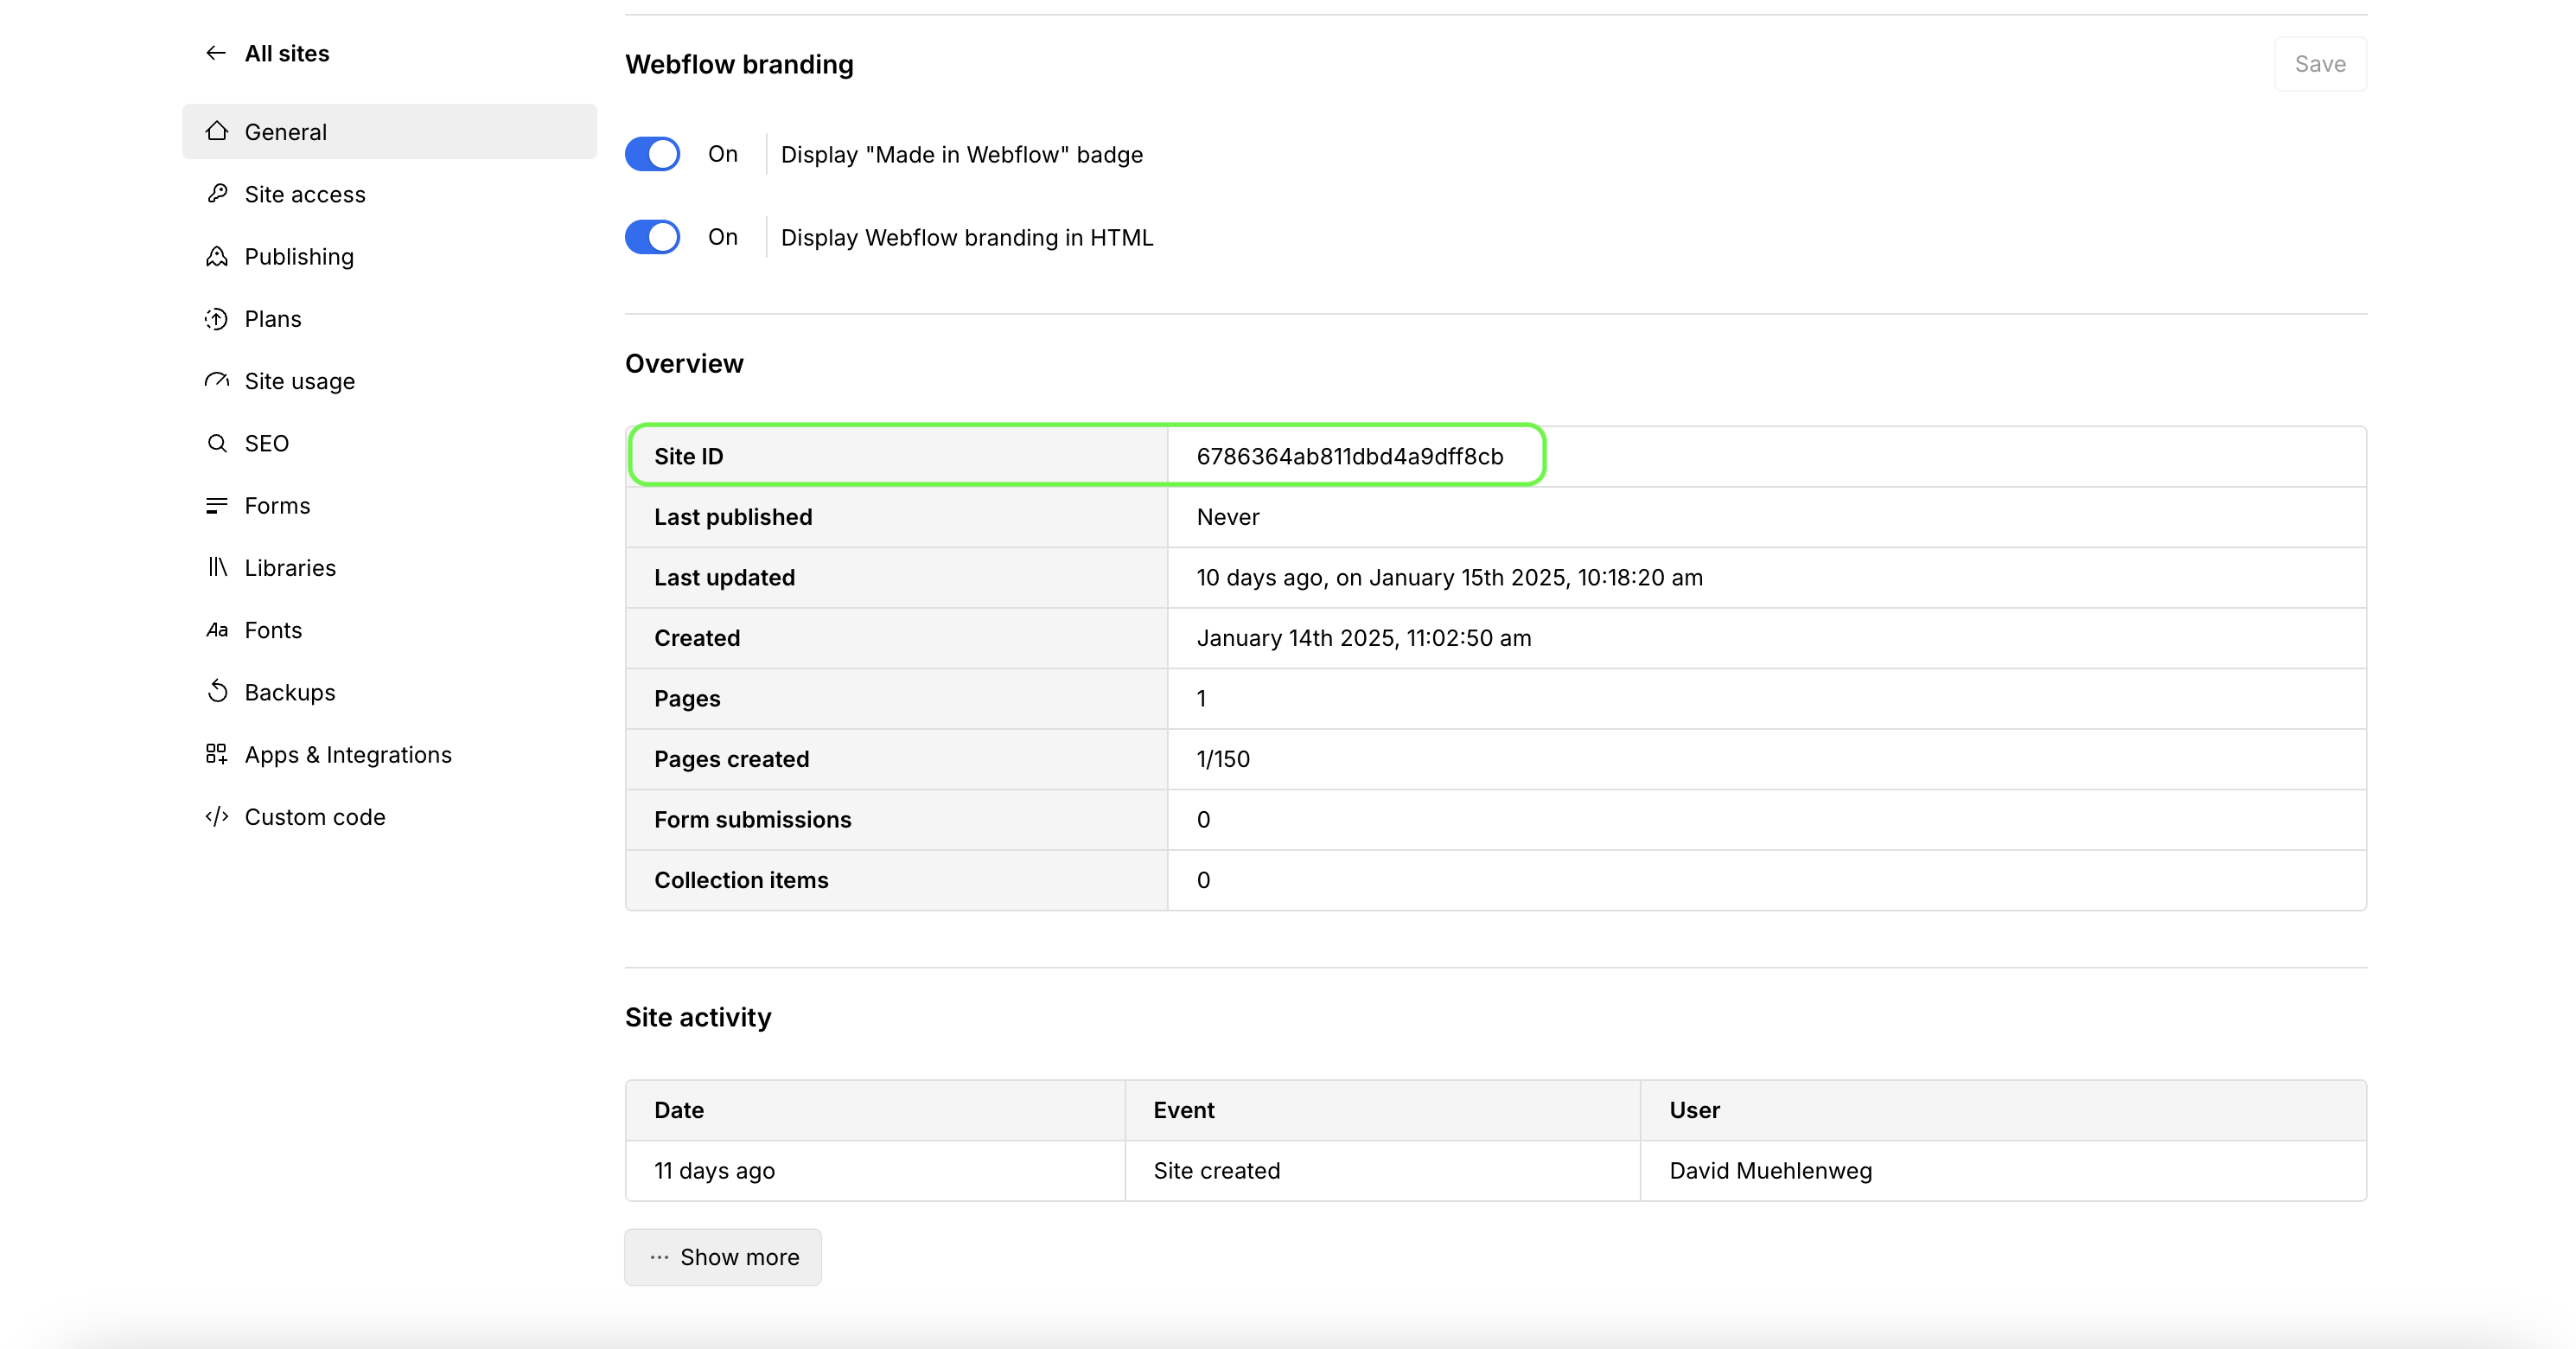 All sites
General
Site access
Publishing
Plans
Site usage
SEO
Forms
Libraries
Aa Fonts
Backups
Apps & Integrations
</> Custom code
Webflow branding
Save
On Display "Made in Webflow" badge
On Display Webflow branding in HTML
Overview
Site ID 6786364ab811dbd4a9dff8cb
Last published Never
Last updated 10 days ago, on January 15th 2025, 10:18:20 am
Created January 14th 2025, 11:02:50 am
Pages 1
Pages created 1/150
Form submissions 0
Collection items 0
Site activity
Date Event User
11 days ago Site created David Muehlenweg
··· Show more